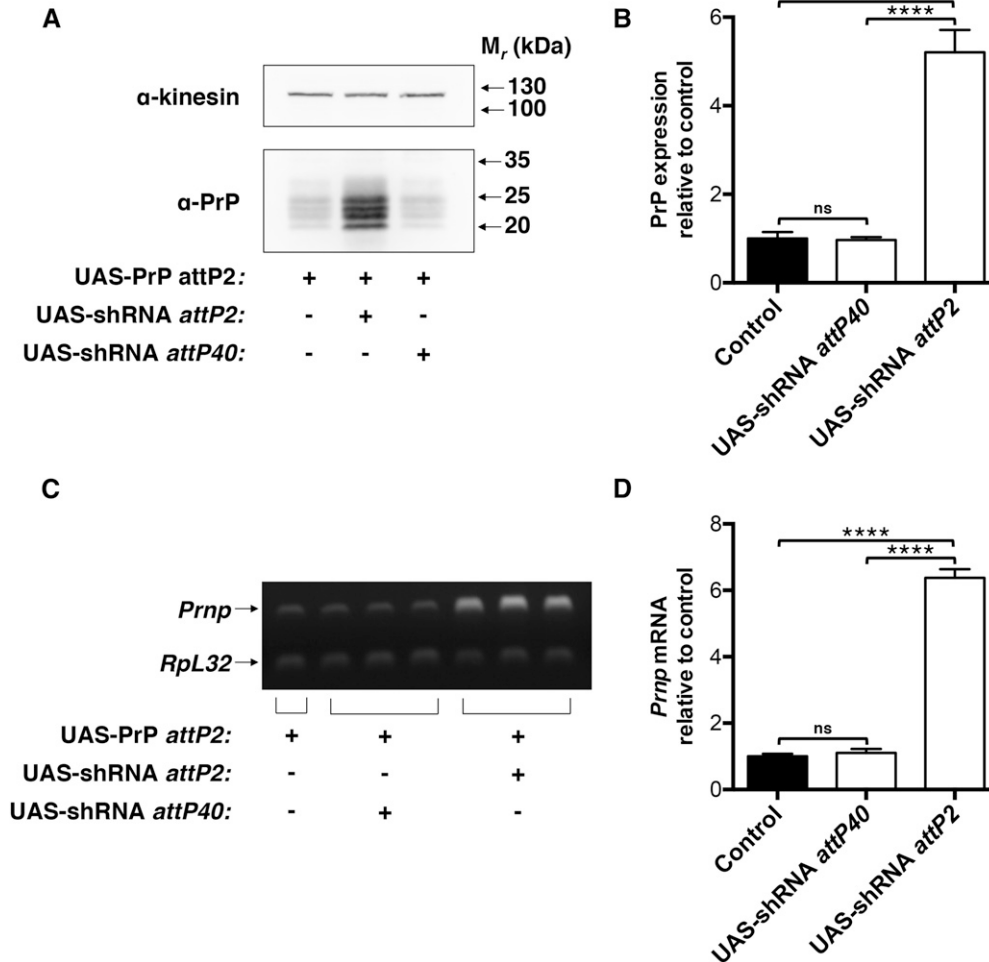 A
M_r (kDa)
α-kinesin
130
100
α-PrP
35
25
20
UAS-PrP attP2: + + +
UAS-shRNA attP2: - + -
UAS-shRNA attP40: - - +
B
****
ns
PrP expression
relative to control
6
4
2
0
Control
UAS-shRNA attP40
UAS-shRNA attP2
C
Prnp
RpL32
UAS-PrP attP2: + + +
UAS-shRNA attP2: - - +
UAS-shRNA attP40: - + -
D
****
****
ns
Prnp mRNA
relative to control
8
6
4
2
0
Control
UAS-shRNA attP40
UAS-shRNA attP2